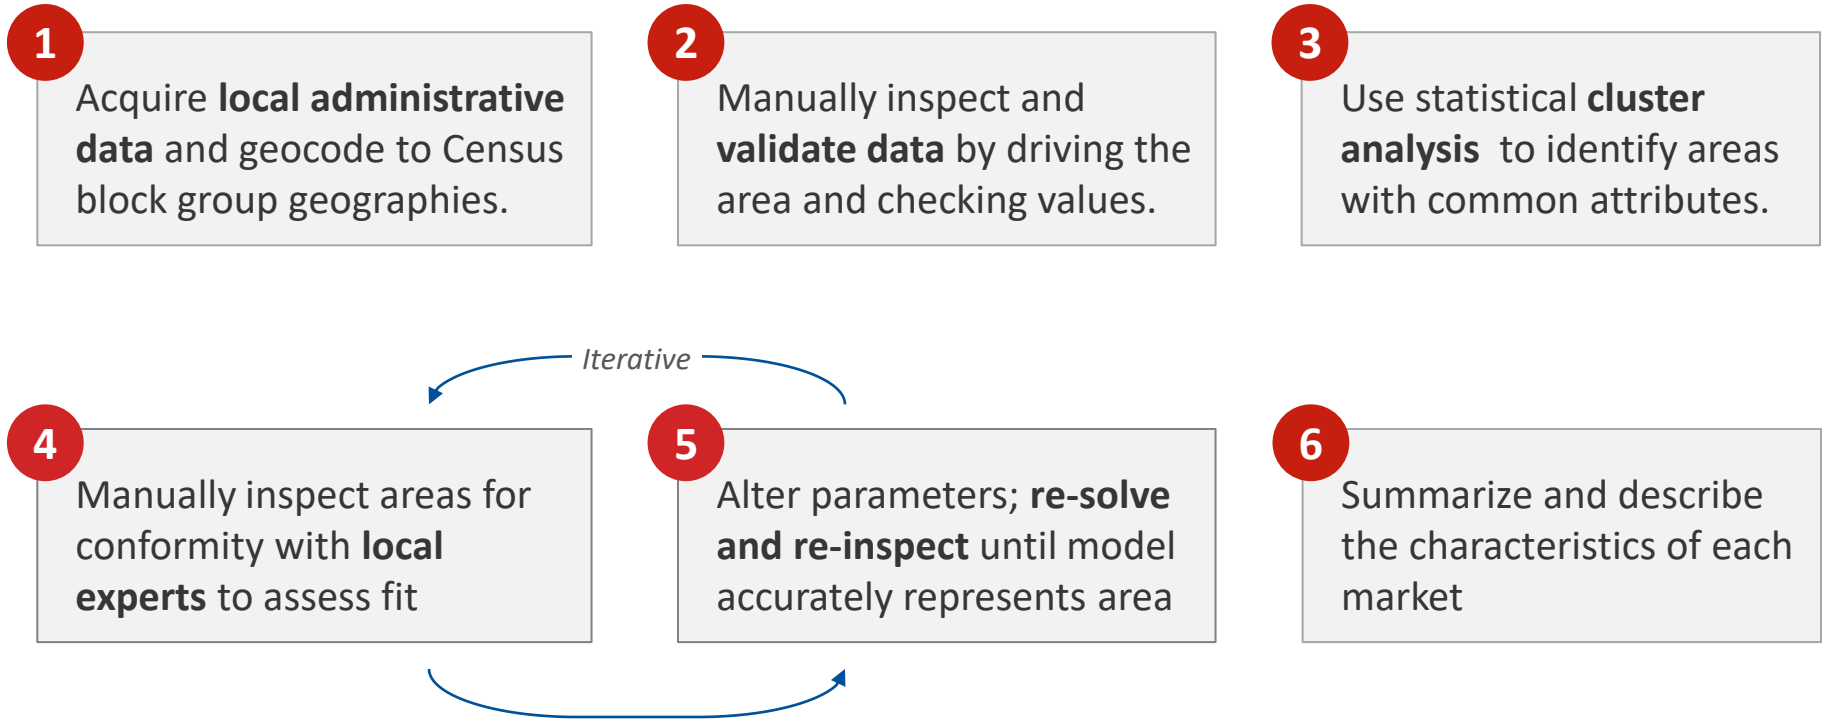 1
Acquire local administrative
data and geocode to Census
block group geographies.
2
Manually inspect and
validate data by driving the
area and checking values.
3
Use statistical cluster
analysis  to identify areas
with common attributes.
Iterative
4
Manually inspect areas for
conformity with local
experts to assess fit
5
Alter parameters; re-solve
and re-inspect until model
accurately represents area
6
Summarize and describe
the characteristics of each
market